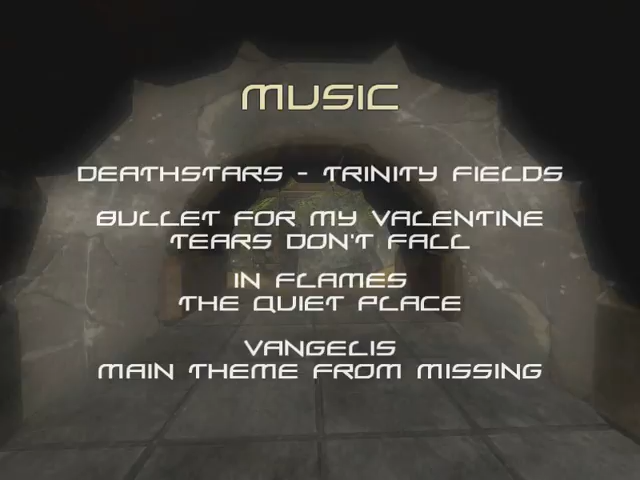 MUSIC
DEATHSTARS - TRINITY FIELDS
BULLET FOR MY VALENTINE
TEARS DON'T FALL
IN FLAMES
THE QUIET PLACE
VANGELIS
MAIN THEME FROM MISSING